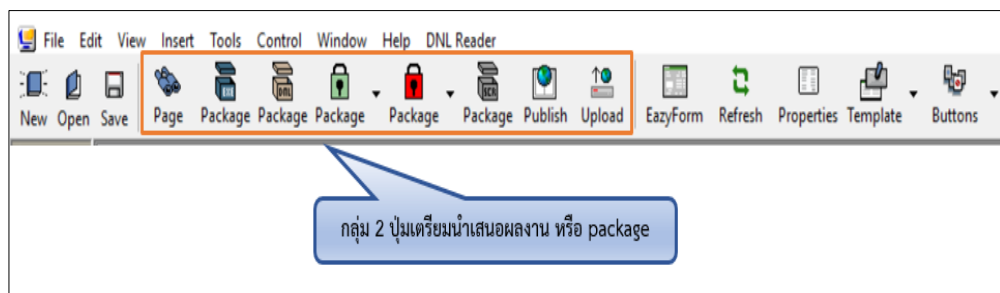 File Edit View Insert Tools Control Window Help DNL Reader
New Open Save Page Package Package Package Package Package Publish Upload EazyForm Refresh Properties Template Buttons
กลุ่ม 2 ปุ่มเตรียมนำเสนอผลงาน หรือ package